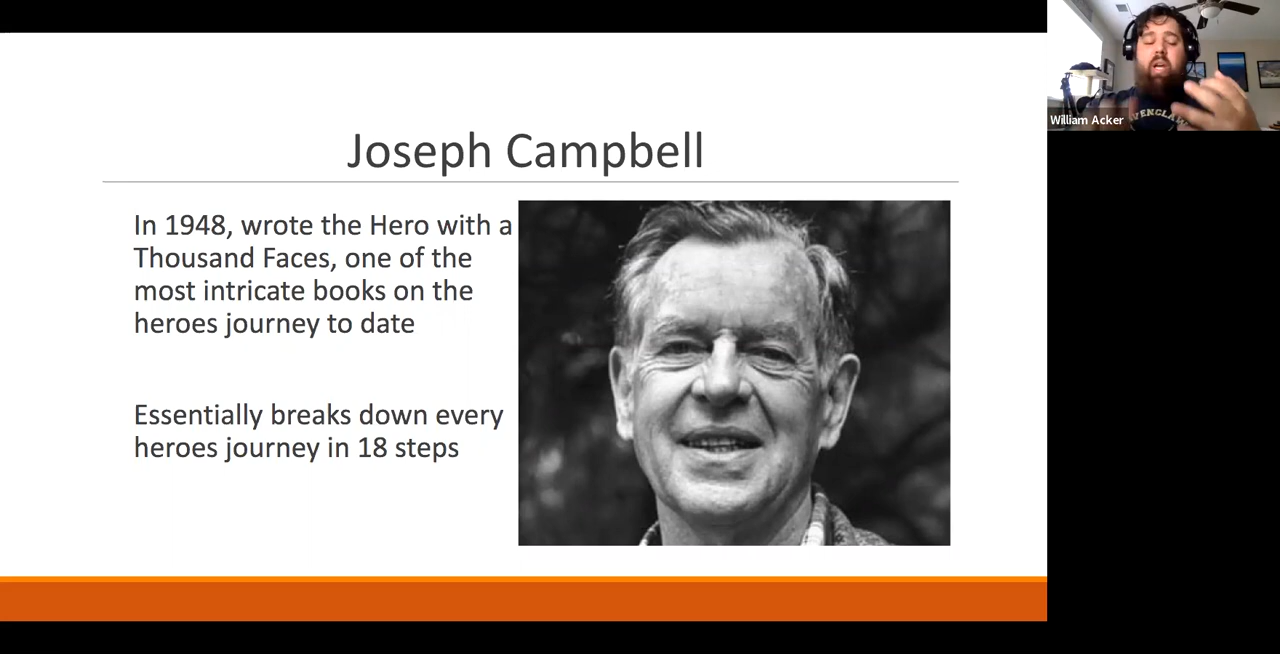 Joseph Campbell
In 1948, wrote the Hero with a
Thousand Faces, one of the
most intricate books on the
heroes journey to date
Essentially breaks down every
heroes journey in 18 steps
William Acker